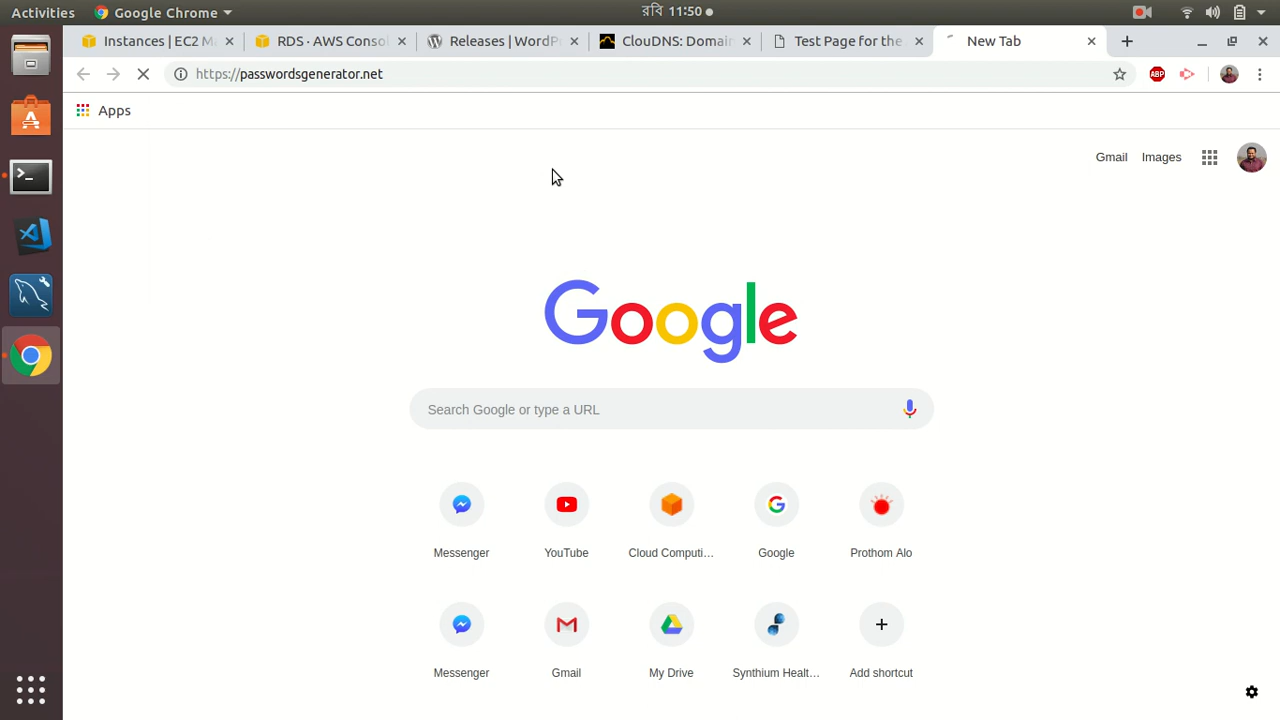 Activities Google Chrome রবি 11:50
Instances | EC2 M RDS · AWS Conso Releases | WordP ClouDNS: Domai Test Page for the New Tab
https://passwordsgenerator.net ABP
Apps
Gmail Images
Google
Search Google or type a URL
Messenger YouTube Cloud Computi... Google Prothom Alo
Messenger Gmail My Drive Synthium Healt... Add shortcut